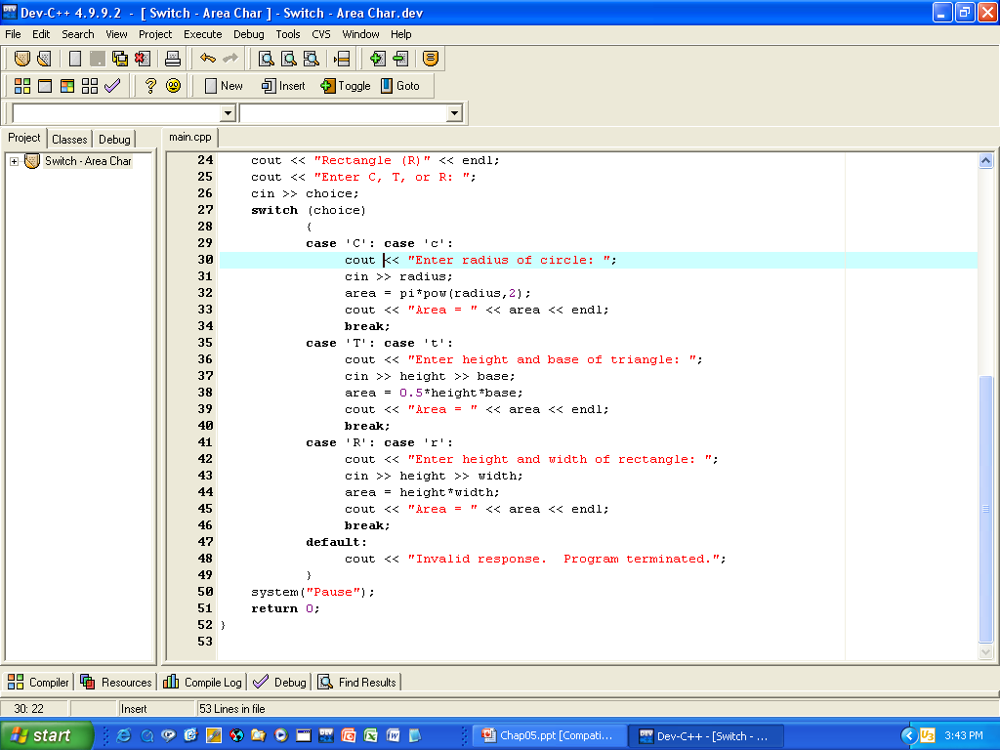 Dev-C++ 4.9.9.2 - [ Switch - Area Char ] - Switch - Area Char.dev
File Edit Search View Project Execute Debug Tools CVS Window Help
New Insert Toggle Goto
Project Classes Debug
main.cpp
Switch - Area Char
24 cout << "Rectangle (R)" << endl;
25 cout << "Enter C, T, or R: ";
26 cin >> choice;
27 switch (choice)
28 {
29 case 'C': case 'c':
30 cout << "Enter radius of circle: ";
31 cin >> radius;
32 area = pi*pow(radius,2);
33 cout << "Area = " << area << endl;
34 break;
35 case 'T': case 't':
36 cout << "Enter height and base of triangle: ";
37 cin >> height >> base;
38 area = 0.5*height*base;
39 cout << "Area = " << area << endl;
40 break;
41 case 'R': case 'r':
42 cout << "Enter height and width of rectangle: ";
43 cin >> height >> width;
44 area = height*width;
45 cout << "Area = " << area << endl;
46 break;
47 default:
48 cout << "Invalid response.  Program terminated.";
49 }
50 system("Pause");
51 return 0;
52 }
53
Compiler Resources Compile Log Debug Find Results
30: 22 Insert 53 Lines in file
start Chap05.ppt [Compati... Dev-C++ - [Switch - ... U3 3:43 PM